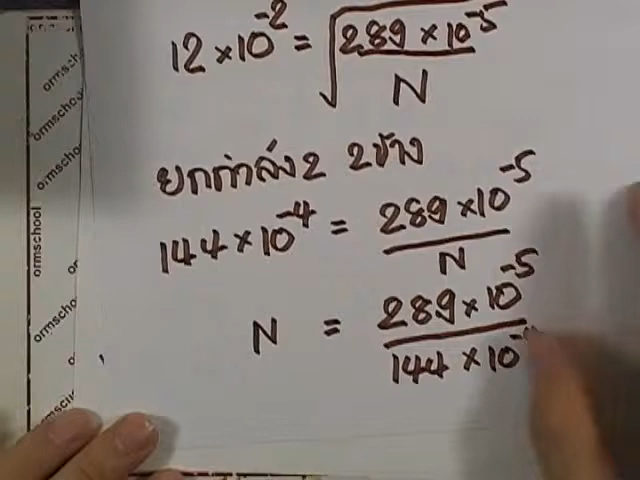 12 × 10⁻² = √(289 × 10⁻⁵ / N)
ยกกำลัง2 2ข้าง
144 × 10⁻⁴ = 289 × 10⁻⁵ / N
N = 289 × 10⁻⁵ / 144 × 10
ormschool
ormschool
ormschool
ormschool